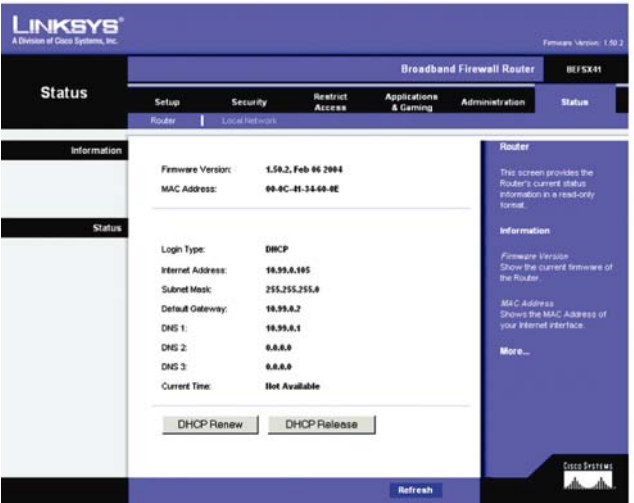 LINKSYS®
A Division of Cisco Systems, Inc.
Firmware Version: 1.50.2
Broadband Firewall Router BEFSX41
Status
Setup Security Restrict Access Applications & Gaming Administration Status
Router Local Network
Information
Firmware Version: 1.50.2, Feb 06 2004
MAC Address: 00-0C-41-34-60-0E
Status
Login Type: DHCP
Internet Address: 10.99.0.105
Subnet Mask: 255.255.255.0
Default Gateway: 10.99.0.2
DNS 1: 10.99.0.1
DNS 2: 0.0.0.0
DNS 3: 0.0.0.0
Current Time: Not Available
DHCP Renew DHCP Release
Router
This screen provides the
Router's current status
information in a read-only
format.
Information
Firmware Version
Show the current firmware of
the Router.
MAC Address
Shows the MAC Address of
your Internet interface.
More...
Refresh
CISCO SYSTEMS